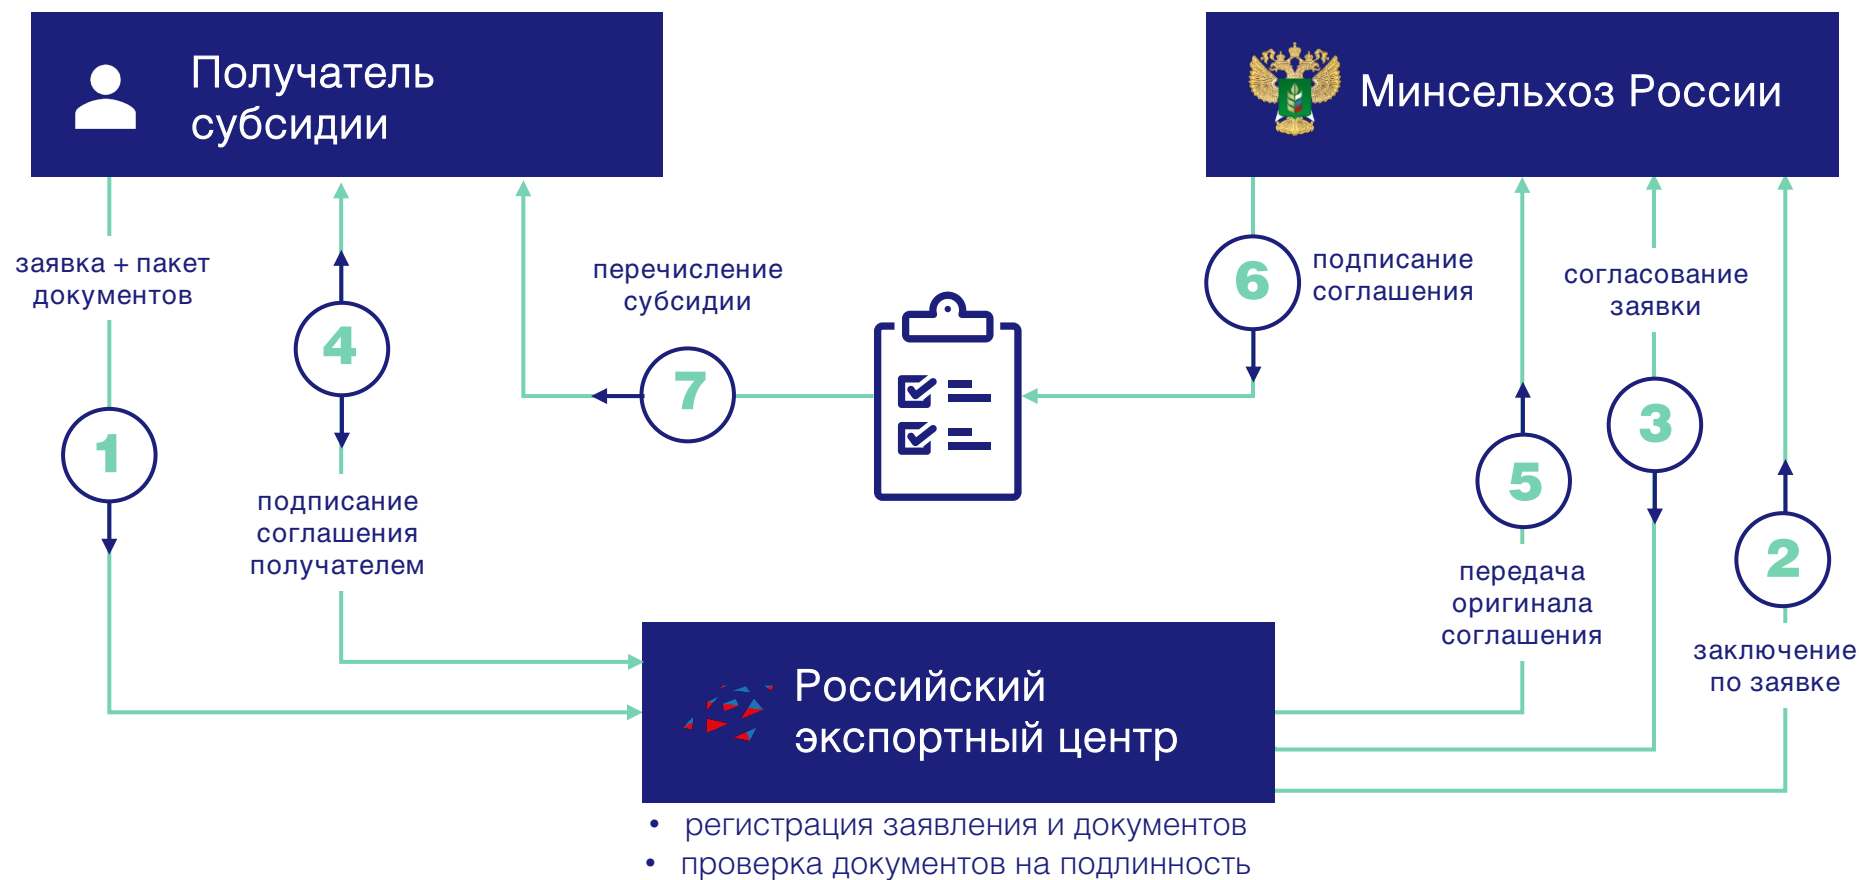 Получатель
субсидии
Минсельхоз России
заявка + пакет
документов
1
4
подписание
соглашения
получателем
перечисление
субсидии
7
6
подписание
соглашения
согласование
заявки
3
5
передача
оригинала
соглашения
2
заключение
по заявке
Российский
экспортный центр
• регистрация заявления и документов
• проверка документов на подлинность